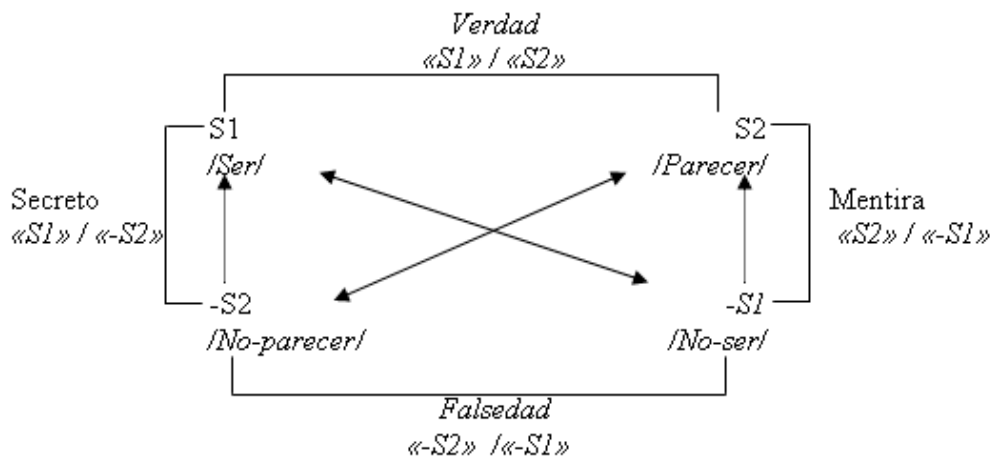 Verdad
«S1» / «S2»
S1
S2
/Ser/
/Parecer/
Secreto
«S1» / «-S2»
Mentira
«S2» / «-S1»
-S2
-S1
/No-parecer/
/No-ser/
Falsedad
«-S2» /«-S1»